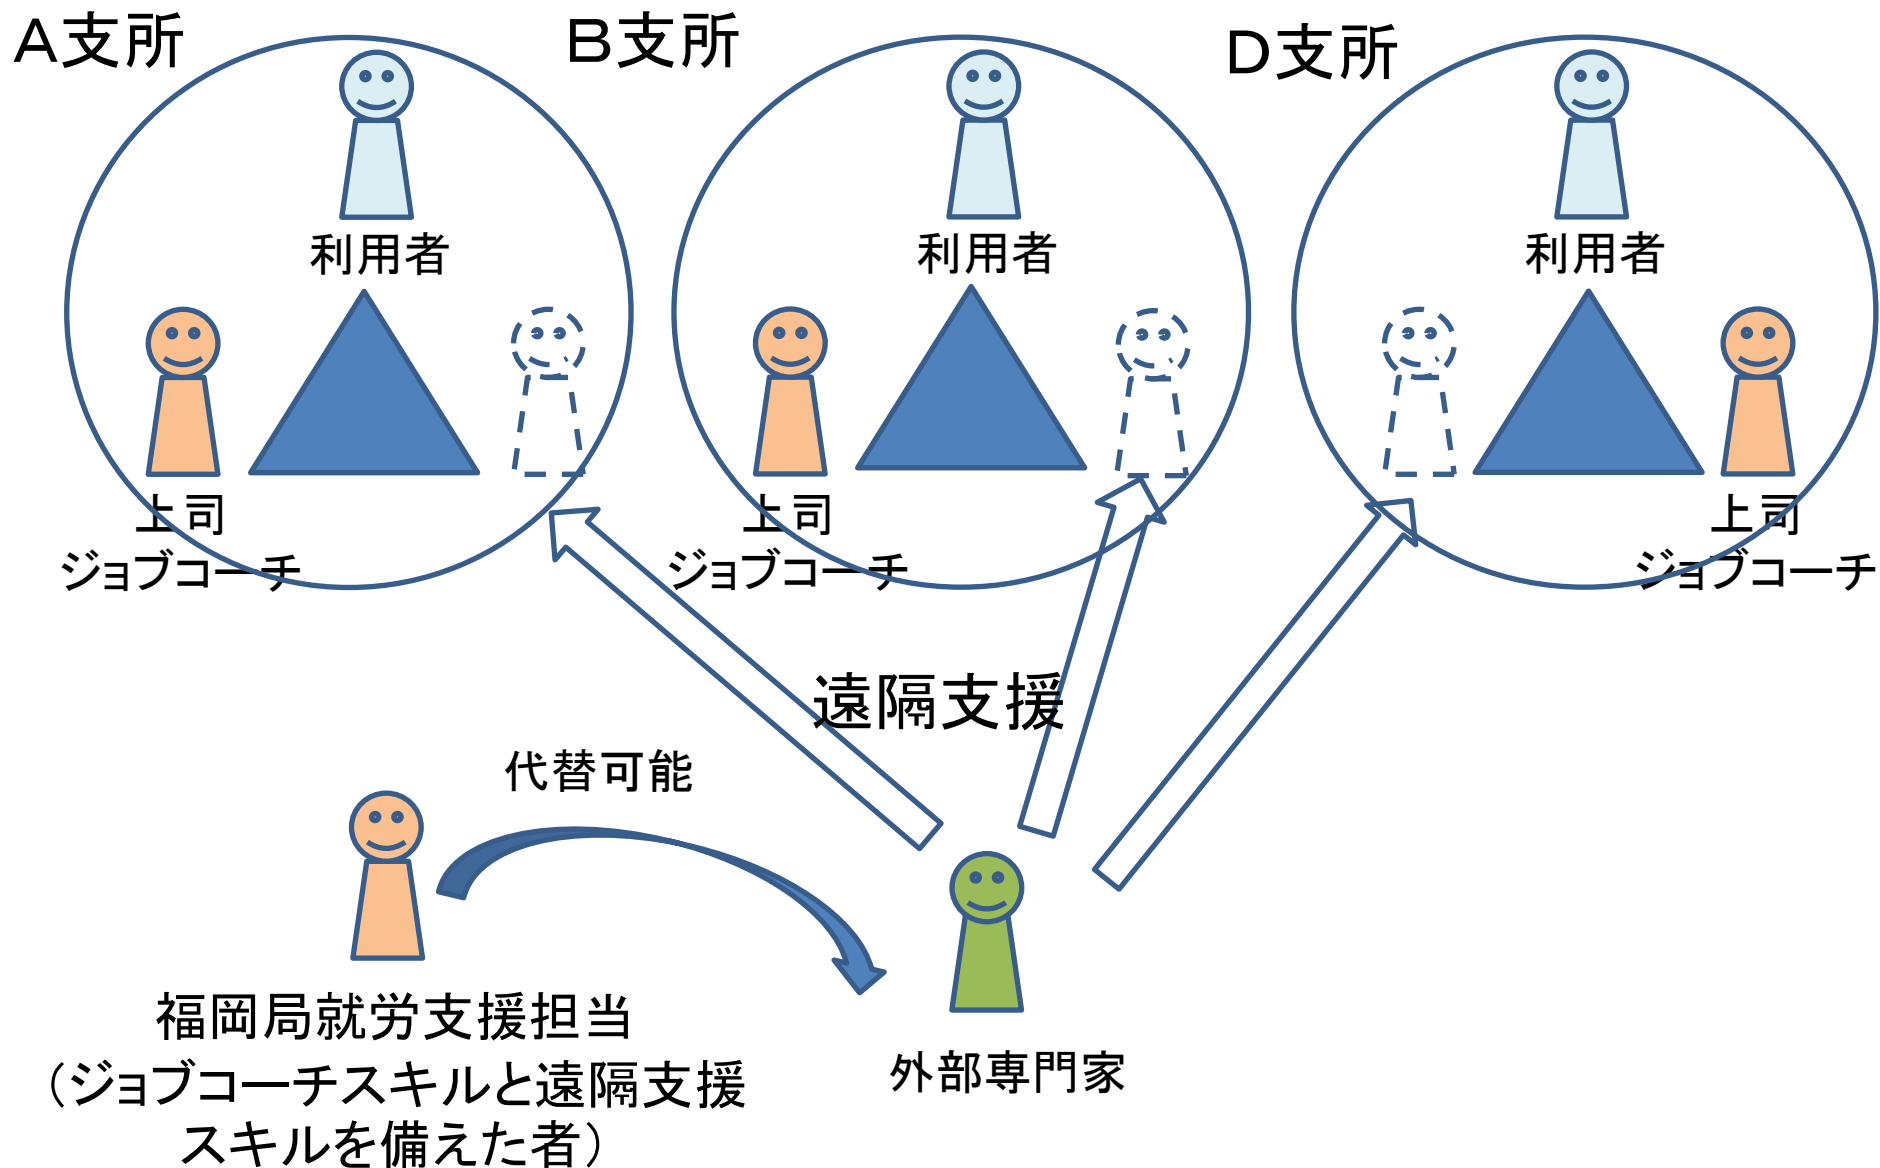 A支所
B支所
D支所
利用者
利用者
利用者
上司
ジョブコーチ
上司
ジョブコーチ
上司
ジョブコーチ
遠隔支援
代替可能
福岡局就労支援担当
（ジョブコーチスキルと遠隔支援
スキルを備えた者）
外部専門家